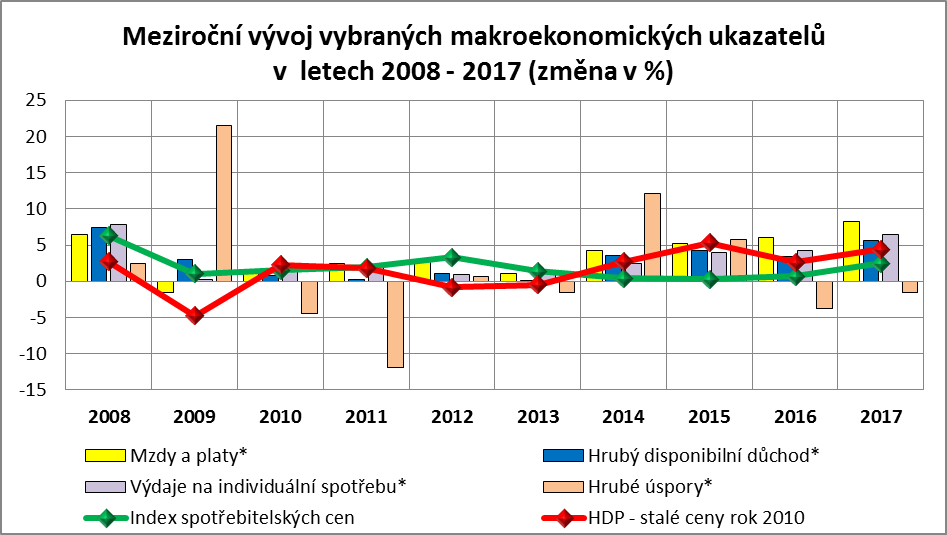 Meziroční vývoj vybraných makroekonomických ukazatelů
v letech 2008 - 2017 (změna v %)
25
20
15
10
5
0
-5
-10
-15
2008 2009 2010 2011 2012 2013 2014 2015 2016 2017
Mzdy a platy* Hrubý disponibilní důchod*
Výdaje na individuální spotřebu* Hrubé úspory*
Index spotřebitelských cen HDP - stalé ceny rok 2010